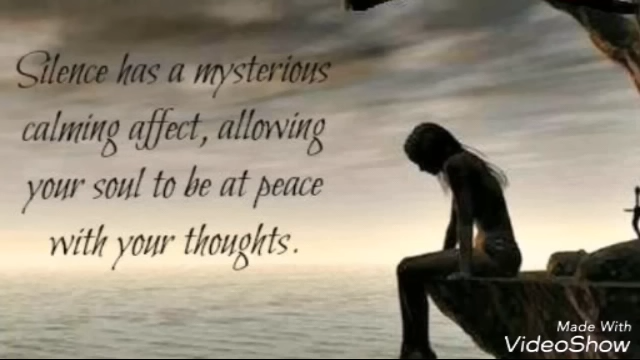 Silence has a mysterious
calming affect, allowing
your soul to be at peace
with your thoughts.
Made With
VideoShow